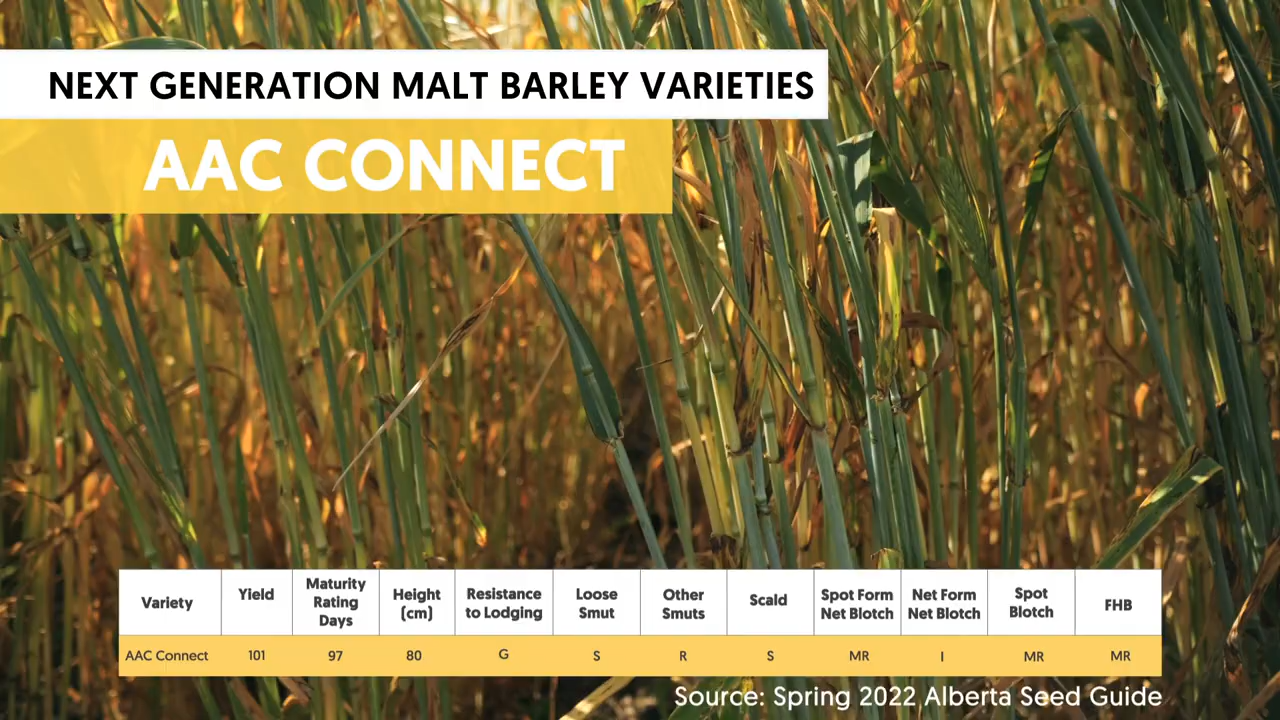 NEXT GENERATION MALT BARLEY VARIETIES
AAC CONNECT
Variety Yield Maturity Rating Days Height (cm) Resistance to Lodging Loose Smut Other Smuts Scald Spot Form Net Blotch Net Form Net Blotch Spot Blotch FHB
AAC Connect 101 97 80 G S R S MR I MR MR
Source: Spring 2022 Alberta Seed Guide